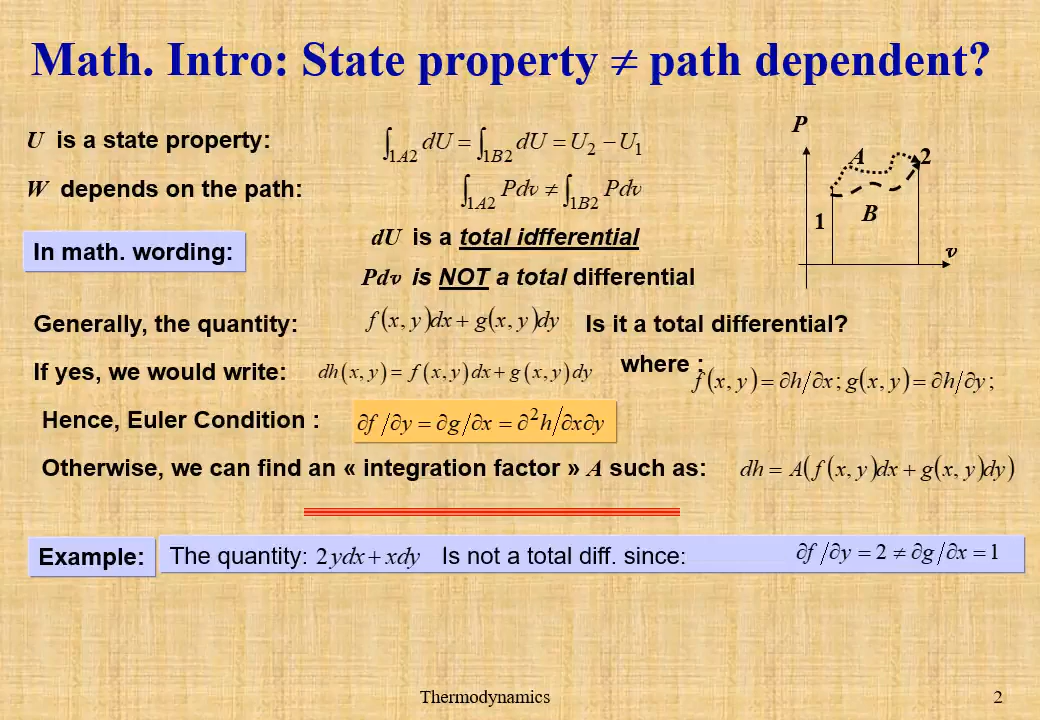 Math. Intro: State property ≠ path dependent?
U is a state property: ∫1A2 dU = ∫1B2 dU = U2 − U1
W depends on the path: ∫1A2 Pdv ≠ ∫1B2 Pdv
P
A
2
1
B
v
In math. wording:
dU is a total idfferential
Pdv is NOT a total differential
Generally, the quantity: f(x, y)dx + g(x, y)dy Is it a total differential?
If yes, we would write: dh(x, y) = f(x, y)dx + g(x, y)dy where : f(x, y) = ∂h/∂x; g(x, y) = ∂h/∂y;
Hence, Euler Condition : ∂f/∂y = ∂g/∂x = ∂²h/∂x∂y
Otherwise, we can find an « integration factor » A such as: dh = A(f(x, y)dx + g(x, y)dy)
Example: The quantity: 2ydx + xdy Is not a total diff. since: ∂f/∂y = 2 ≠ ∂g/∂x = 1
Thermodynamics 2